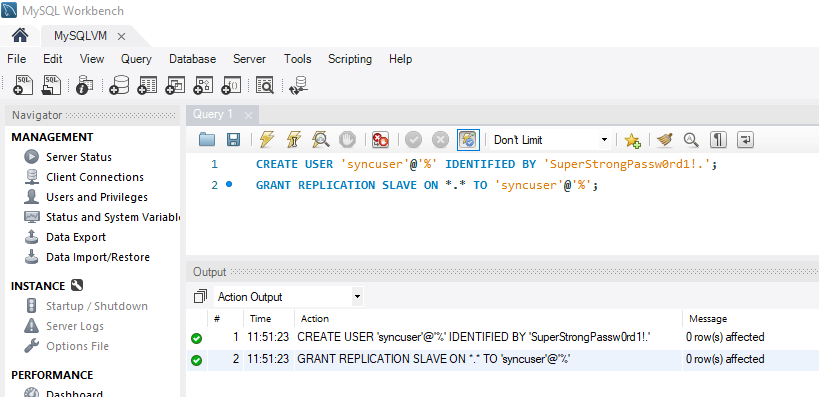 MySQL Workbench
MySQLVM
File Edit View Query Database Server Tools Scripting Help
Navigator
MANAGEMENT
Server Status
Client Connections
Users and Privileges
Status and System Variable
Data Export
Data Import/Restore
INSTANCE
Startup / Shutdown
Server Logs
Options File
PERFORMANCE
Dashboard
Query 1
Don't Limit
1 CREATE USER 'syncuser'@'%' IDENTIFIED BY 'SuperStrongPassw0rd1!.';
2 GRANT REPLICATION SLAVE ON *.* TO 'syncuser'@'%';
Output
Action Output
# Time Action Message
1 11:51:23 CREATE USER 'syncuser'@'%' IDENTIFIED BY 'SuperStrongPassw0rd1!.' 0 row(s) affected
2 11:51:23 GRANT REPLICATION SLAVE ON *.* TO 'syncuser'@'%' 0 row(s) affected